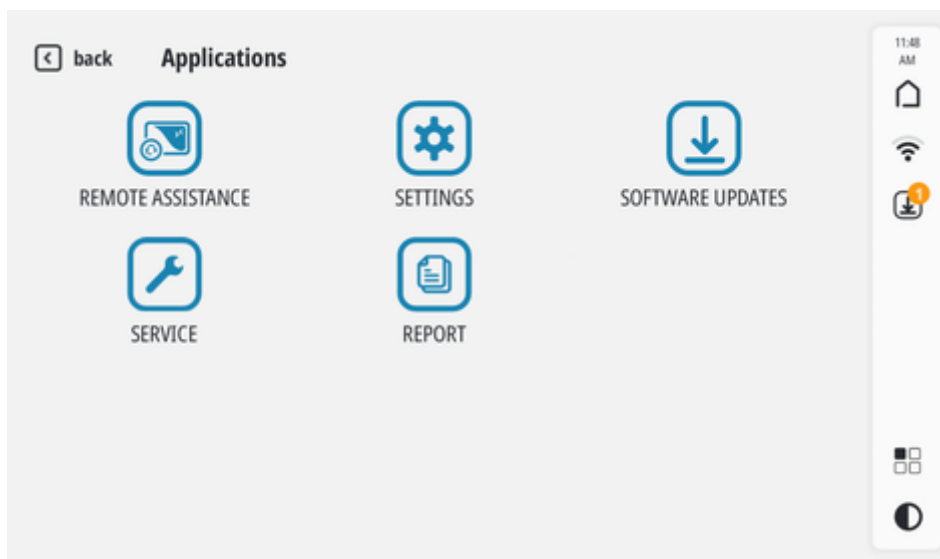 back Applications
REMOTE ASSISTANCE SETTINGS SOFTWARE UPDATES
SERVICE REPORT
11:48
AM
1